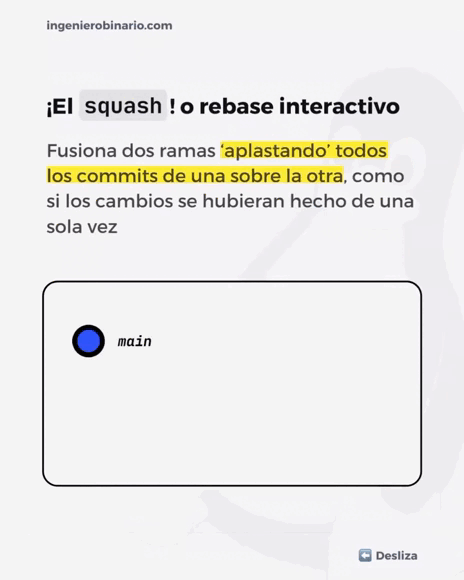 ingenierobinario.com
¡El squash ! o rebase interactivo
Fusiona dos ramas ‘aplastando’ todos
los commits de una sobre la otra, como
si los cambios se hubieran hecho de una
sola vez
main
Desliza